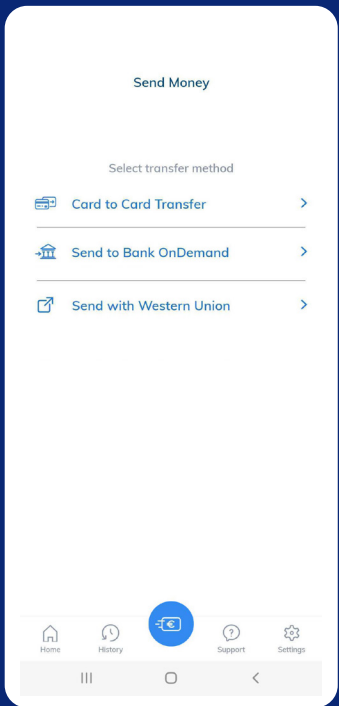 Send Money
Select transfer method
Card to Card Transfer
Send to Bank OnDemand
Send with Western Union
€
Home
History
Support
Settings